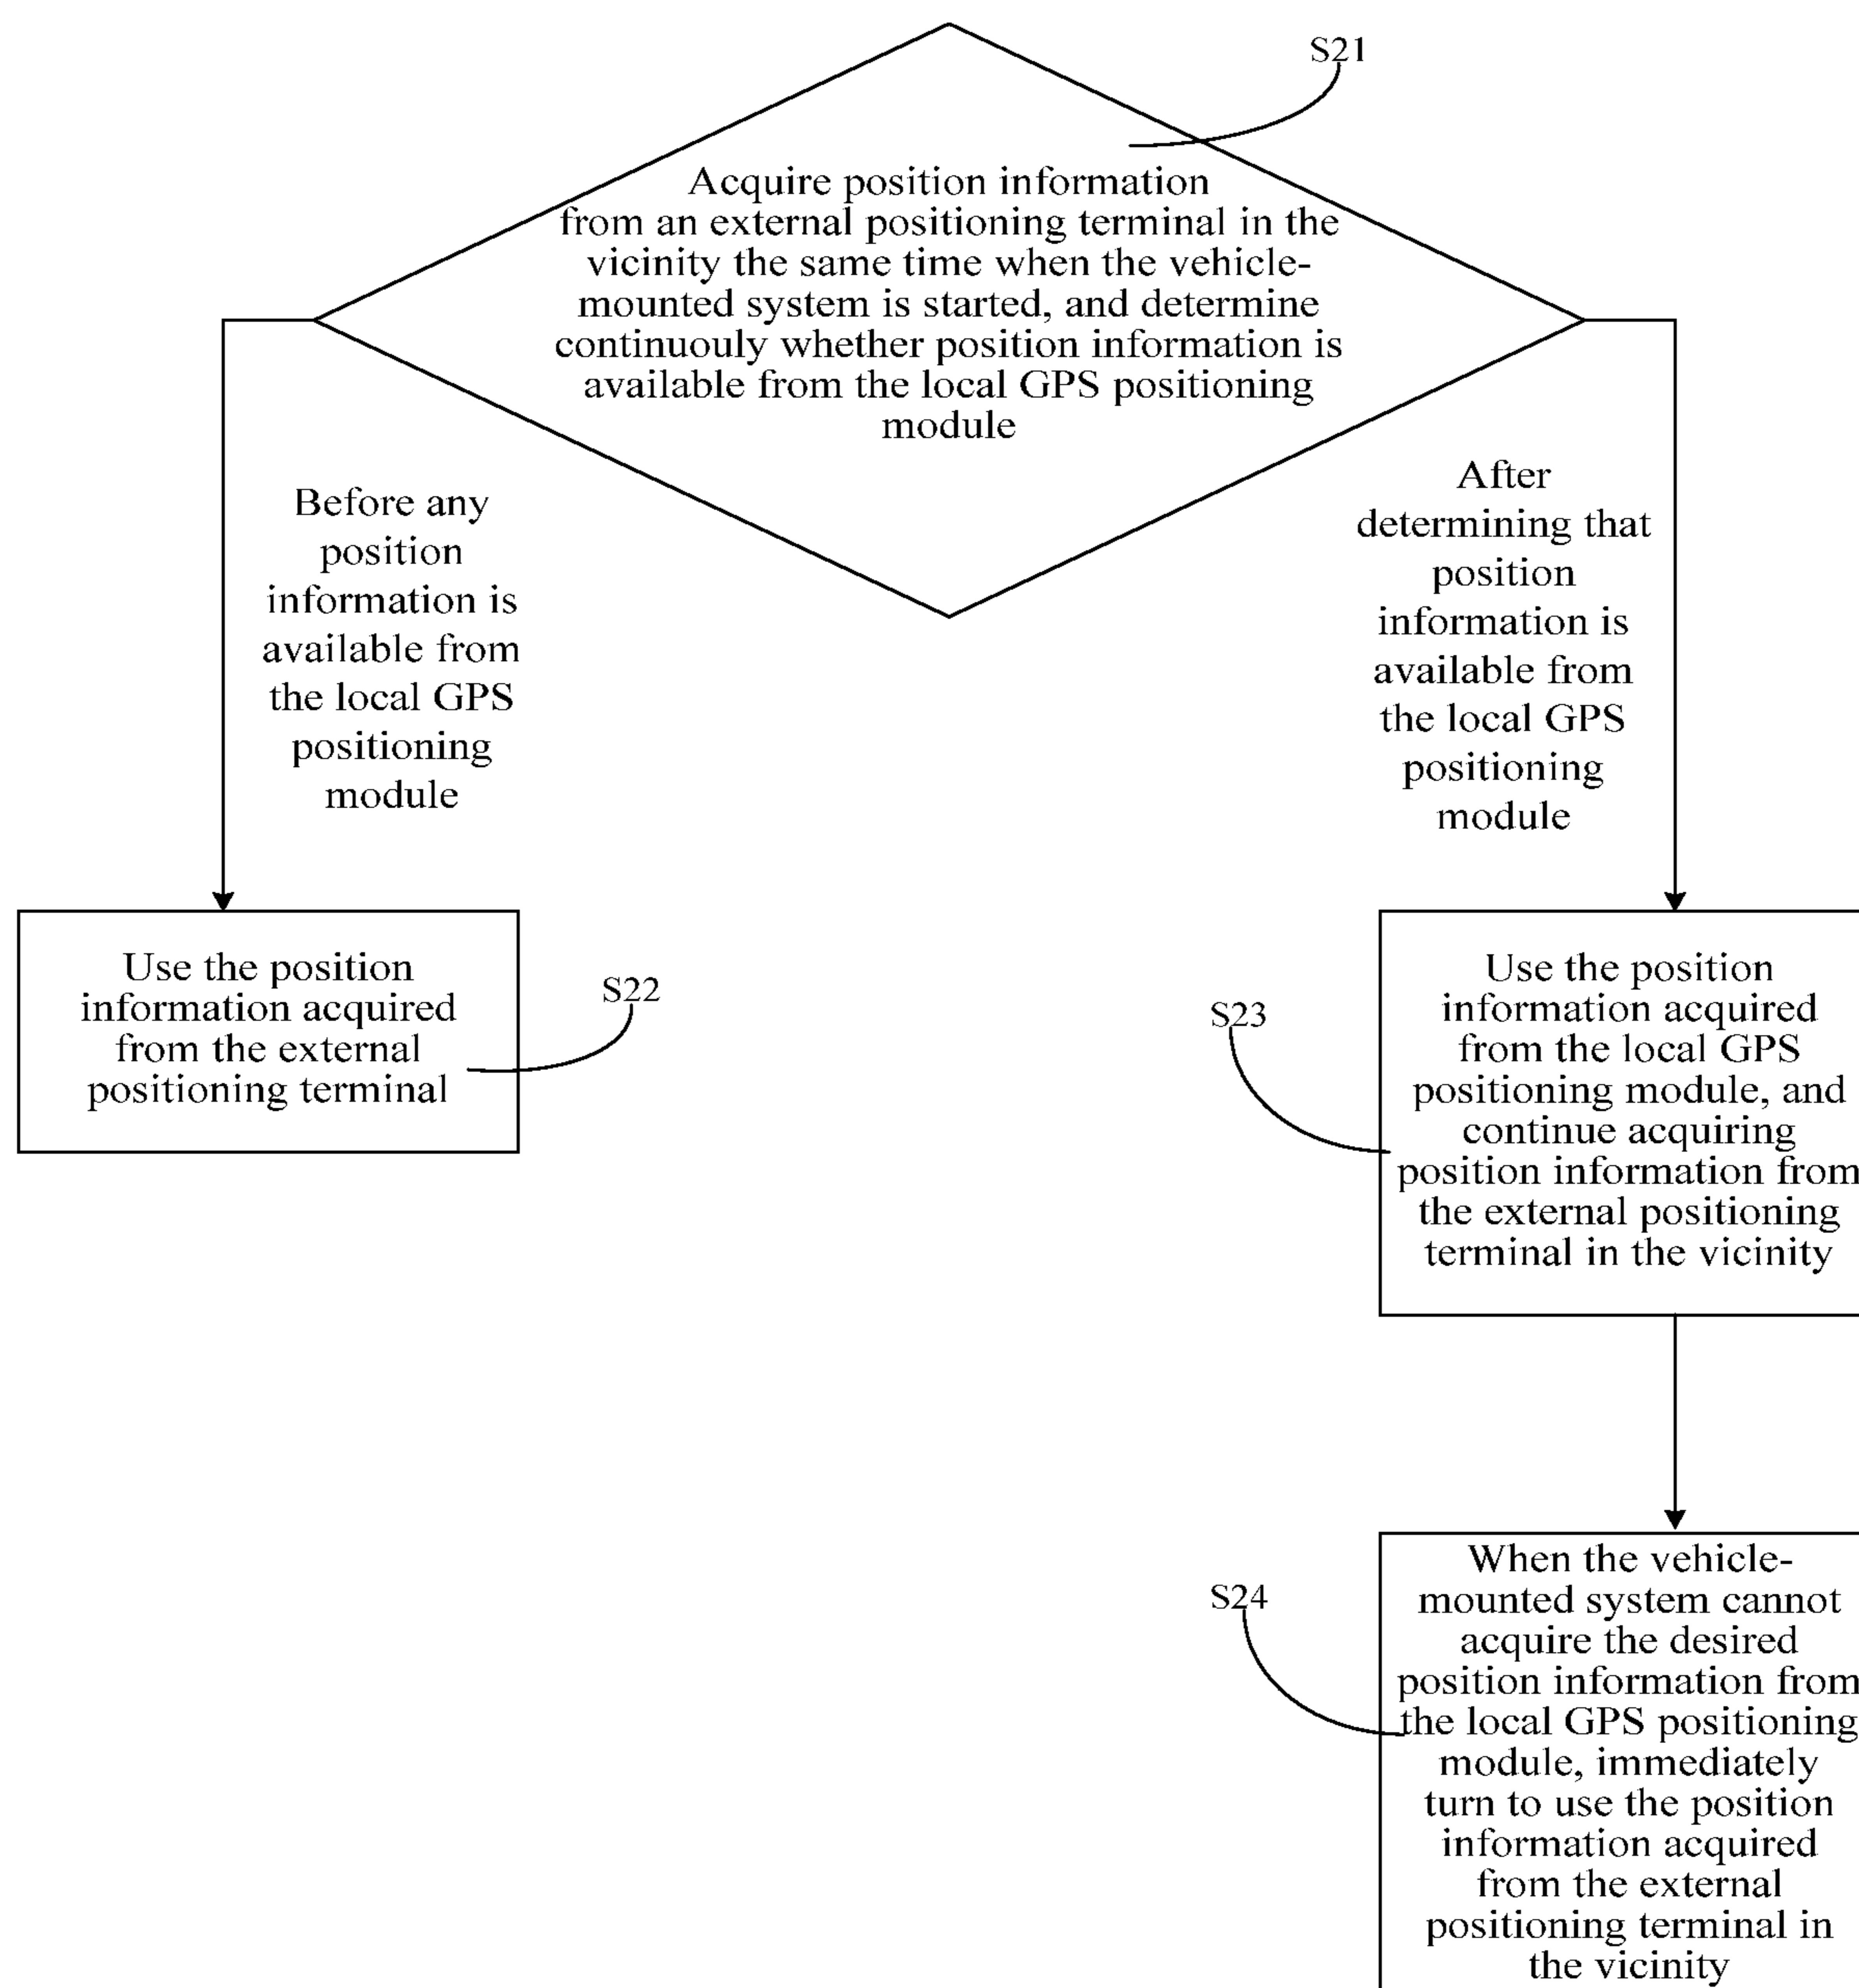 S21
Acquire position information
from an external positioning terminal in the
vicinity the same time when the vehicle-
mounted system is started, and determine
continuouly whether position information is
available from the local GPS positioning
module
Before any
position
information is
available from
the local GPS
positioning
module
After
determining that
position
information is
available from
the local GPS
positioning
module
Use the position
information acquired
from the external
positioning terminal
S22
S23
Use the position
information acquired
from the local GPS
positioning module, and
continue acquiring
position information from
the external positioning
terminal in the vicinity
S24
When the vehicle-
mounted system cannot
acquire the desired
position information from
the local GPS positioning
module, immediately
turn to use the position
information acquired
from the external
positioning terminal in
the vicinity